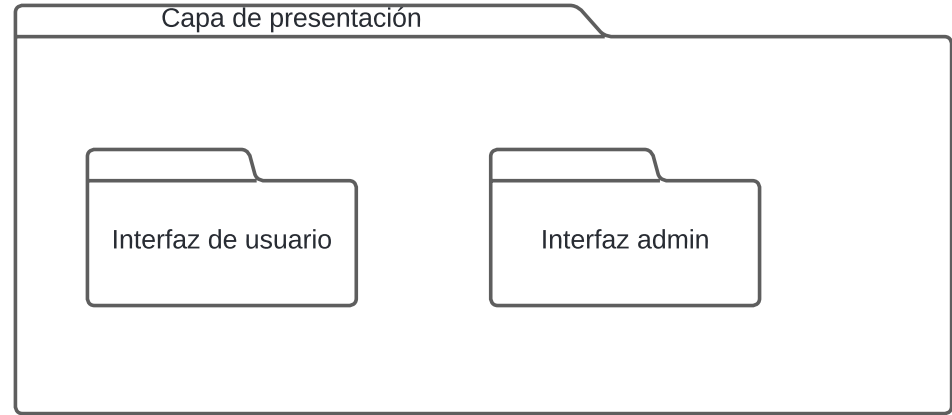 Capa de presentación
Interfaz de usuario
Interfaz admin